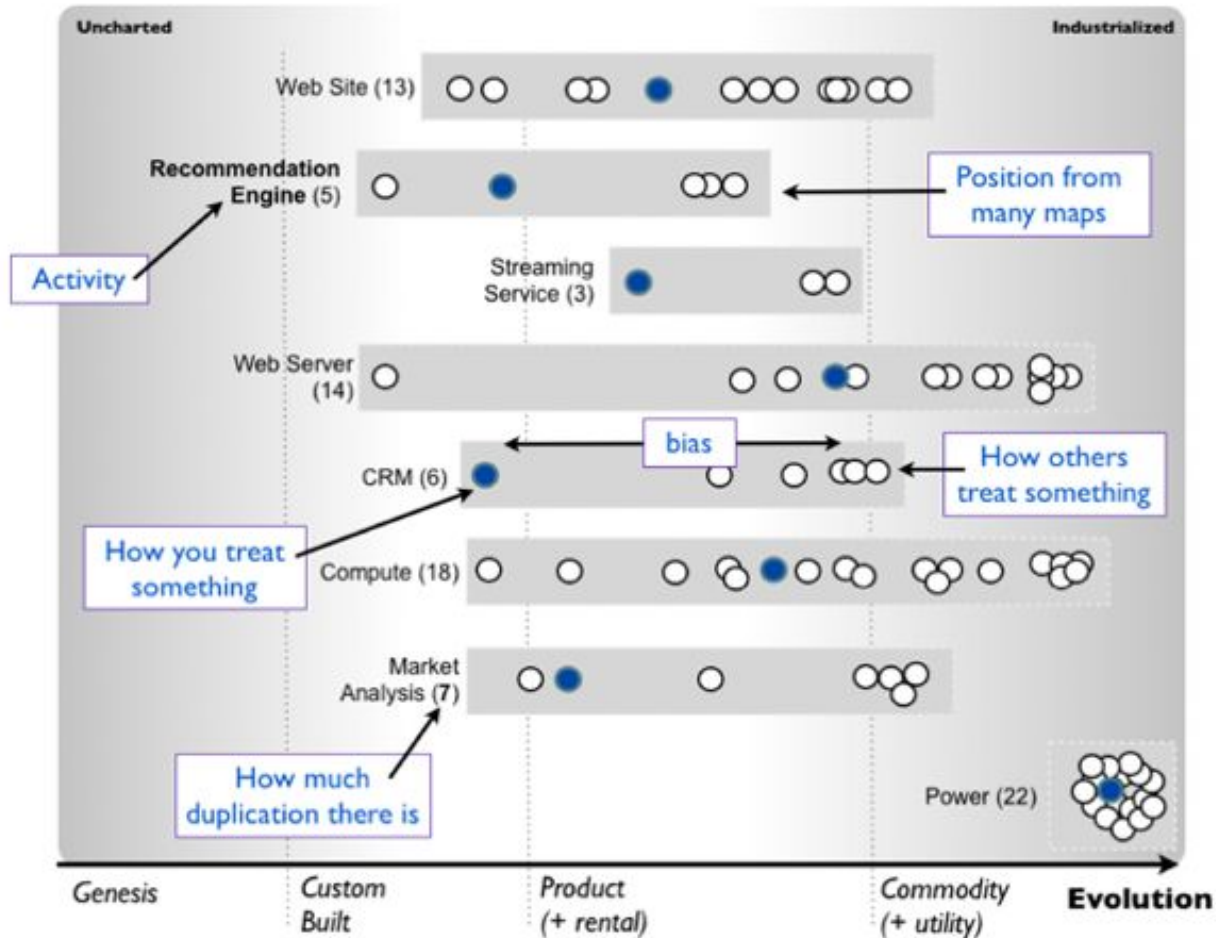 Uncharted
Industrialized
Web Site (13)
Recommendation
Engine (5)
Position from
many maps
Activity
Streaming
Service (3)
Web Server
(14)
bias
CRM (6)
How others
treat something
How you treat
something
Compute (18)
Market
Analysis (7)
How much
duplication there is
Power (22)
Genesis
Custom
Built
Product
(+ rental)
Commodity
(+ utility)
Evolution